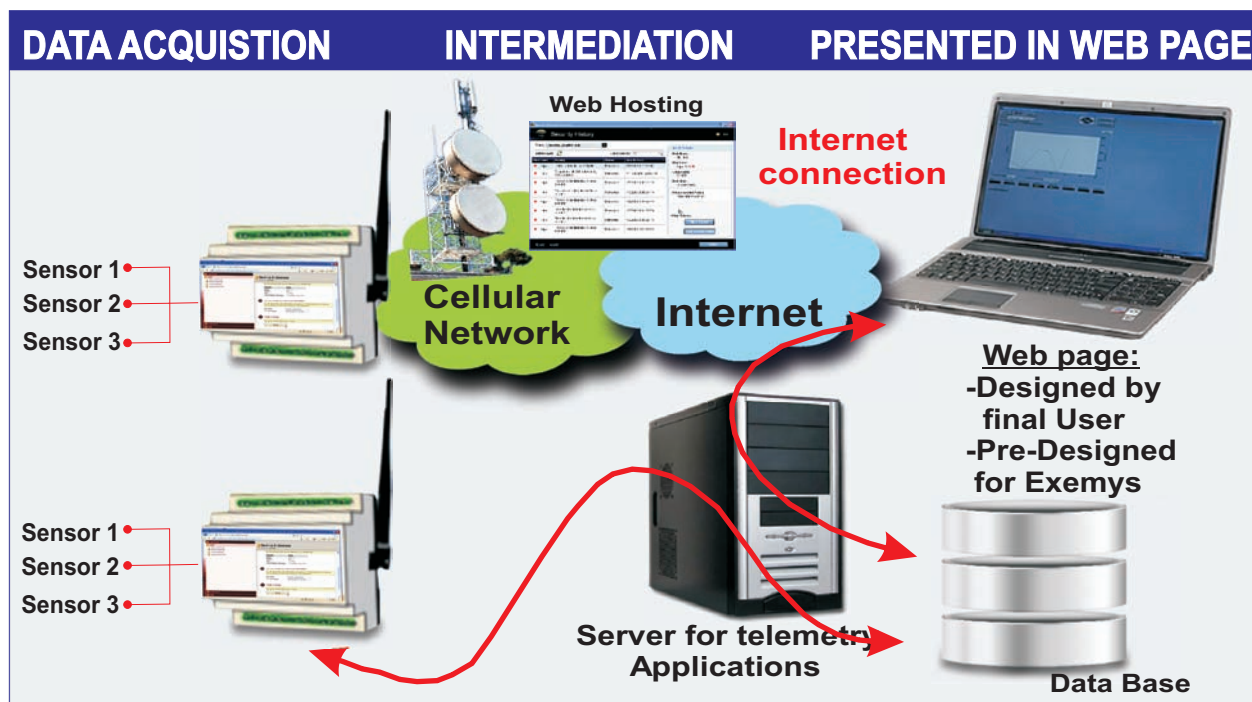 DATA ACQUISTION
INTERMEDIATION
PRESENTED IN WEB PAGE
Web Hosting
Internet
connection
Sensor 1
Sensor 2
Sensor 3
Cellular
Network
Internet
Web page:
-Designed by
final User
-Pre-Designed
for Exemys
Sensor 1
Sensor 2
Sensor 3
Server for telemetry
Applications
Data Base